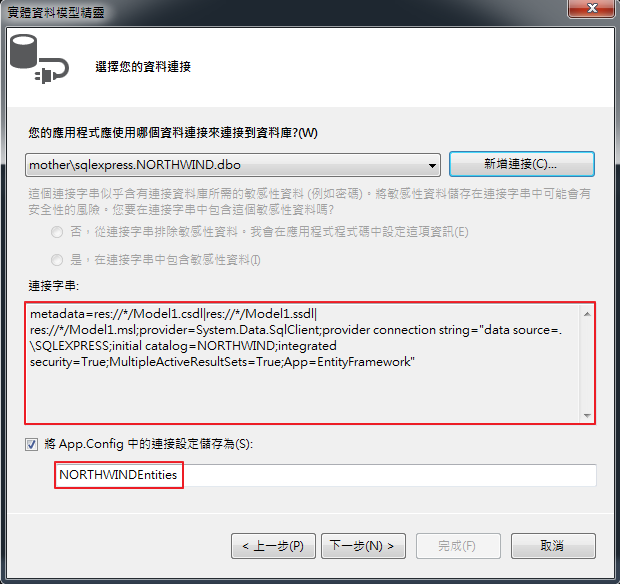 實體資料模型精靈
選擇您的資料連接
您的應用程式應使用哪個資料連接來連接到資料庫?(W)
mother\sqlexpress.NORTHWIND.dbo
新增連接(C)...
這個連接字串似乎含有連接資料庫所需的敏感性資料 (例如密碼)。將敏感性資料儲存在連接字串中可能會有
安全性的風險。您要在連接字串中包含這個敏感性資料嗎?
否，從連接字串排除敏感性資料。我會在應用程式程式碼中設定這項資訊(E)
是，在連接字串中包含敏感性資料(I)
連接字串:
metadata=res://*/Model1.csdl|res://*/Model1.ssdl|
res://*/Model1.msl;provider=System.Data.SqlClient;provider connection string="data source=.
\SQLEXPRESS;initial catalog=NORTHWIND;integrated
security=True;MultipleActiveResultSets=True;App=EntityFramework"
將 App.Config 中的連接設定儲存為(S):
NORTHWINDEntities
< 上一步(P)
下一步(N) >
完成(F)
取消